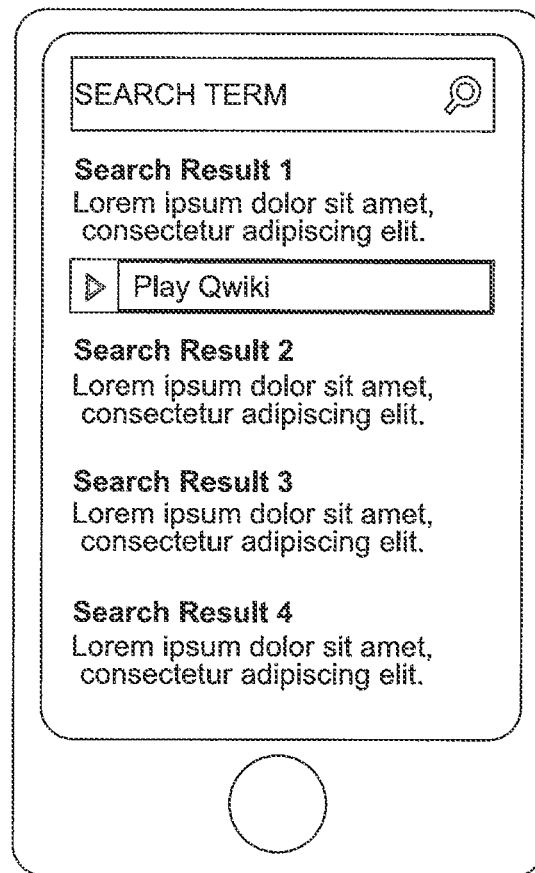 SEARCH TERM
Search Result 1
Lorem ipsum dolor sit amet,
consectetur adipiscing elit.
Play Qwiki
Search Result 2
Lorem ipsum dolor sit amet,
consectetur adipiscing elit.
Search Result 3
Lorem ipsum dolor sit amet,
consectetur adipiscing elit.
Search Result 4
Lorem ipsum dolor sit amet,
consectetur adipiscing elit.